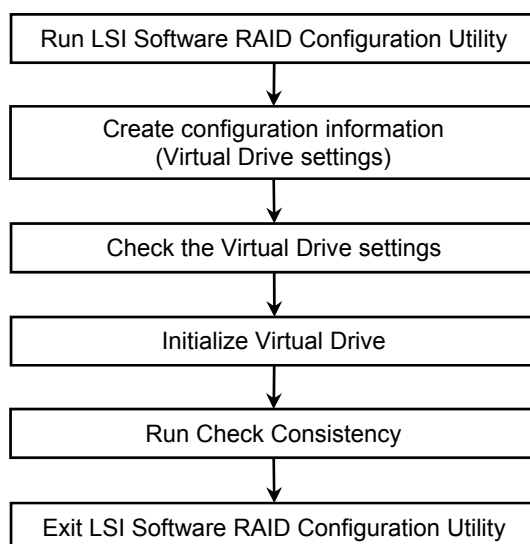 Run LSI Software RAID Configuration Utility
Create configuration information
(Virtual Drive settings)
Check the Virtual Drive settings
Initialize Virtual Drive
Run Check Consistency
Exit LSI Software RAID Configuration Utility